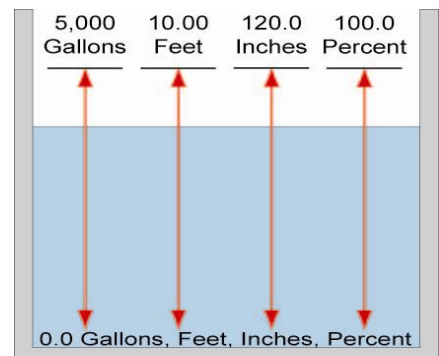 5,000 10.00 120.0 100.0
Gallons Feet Inches Percent
0.0 Gallons, Feet, Inches, Percent